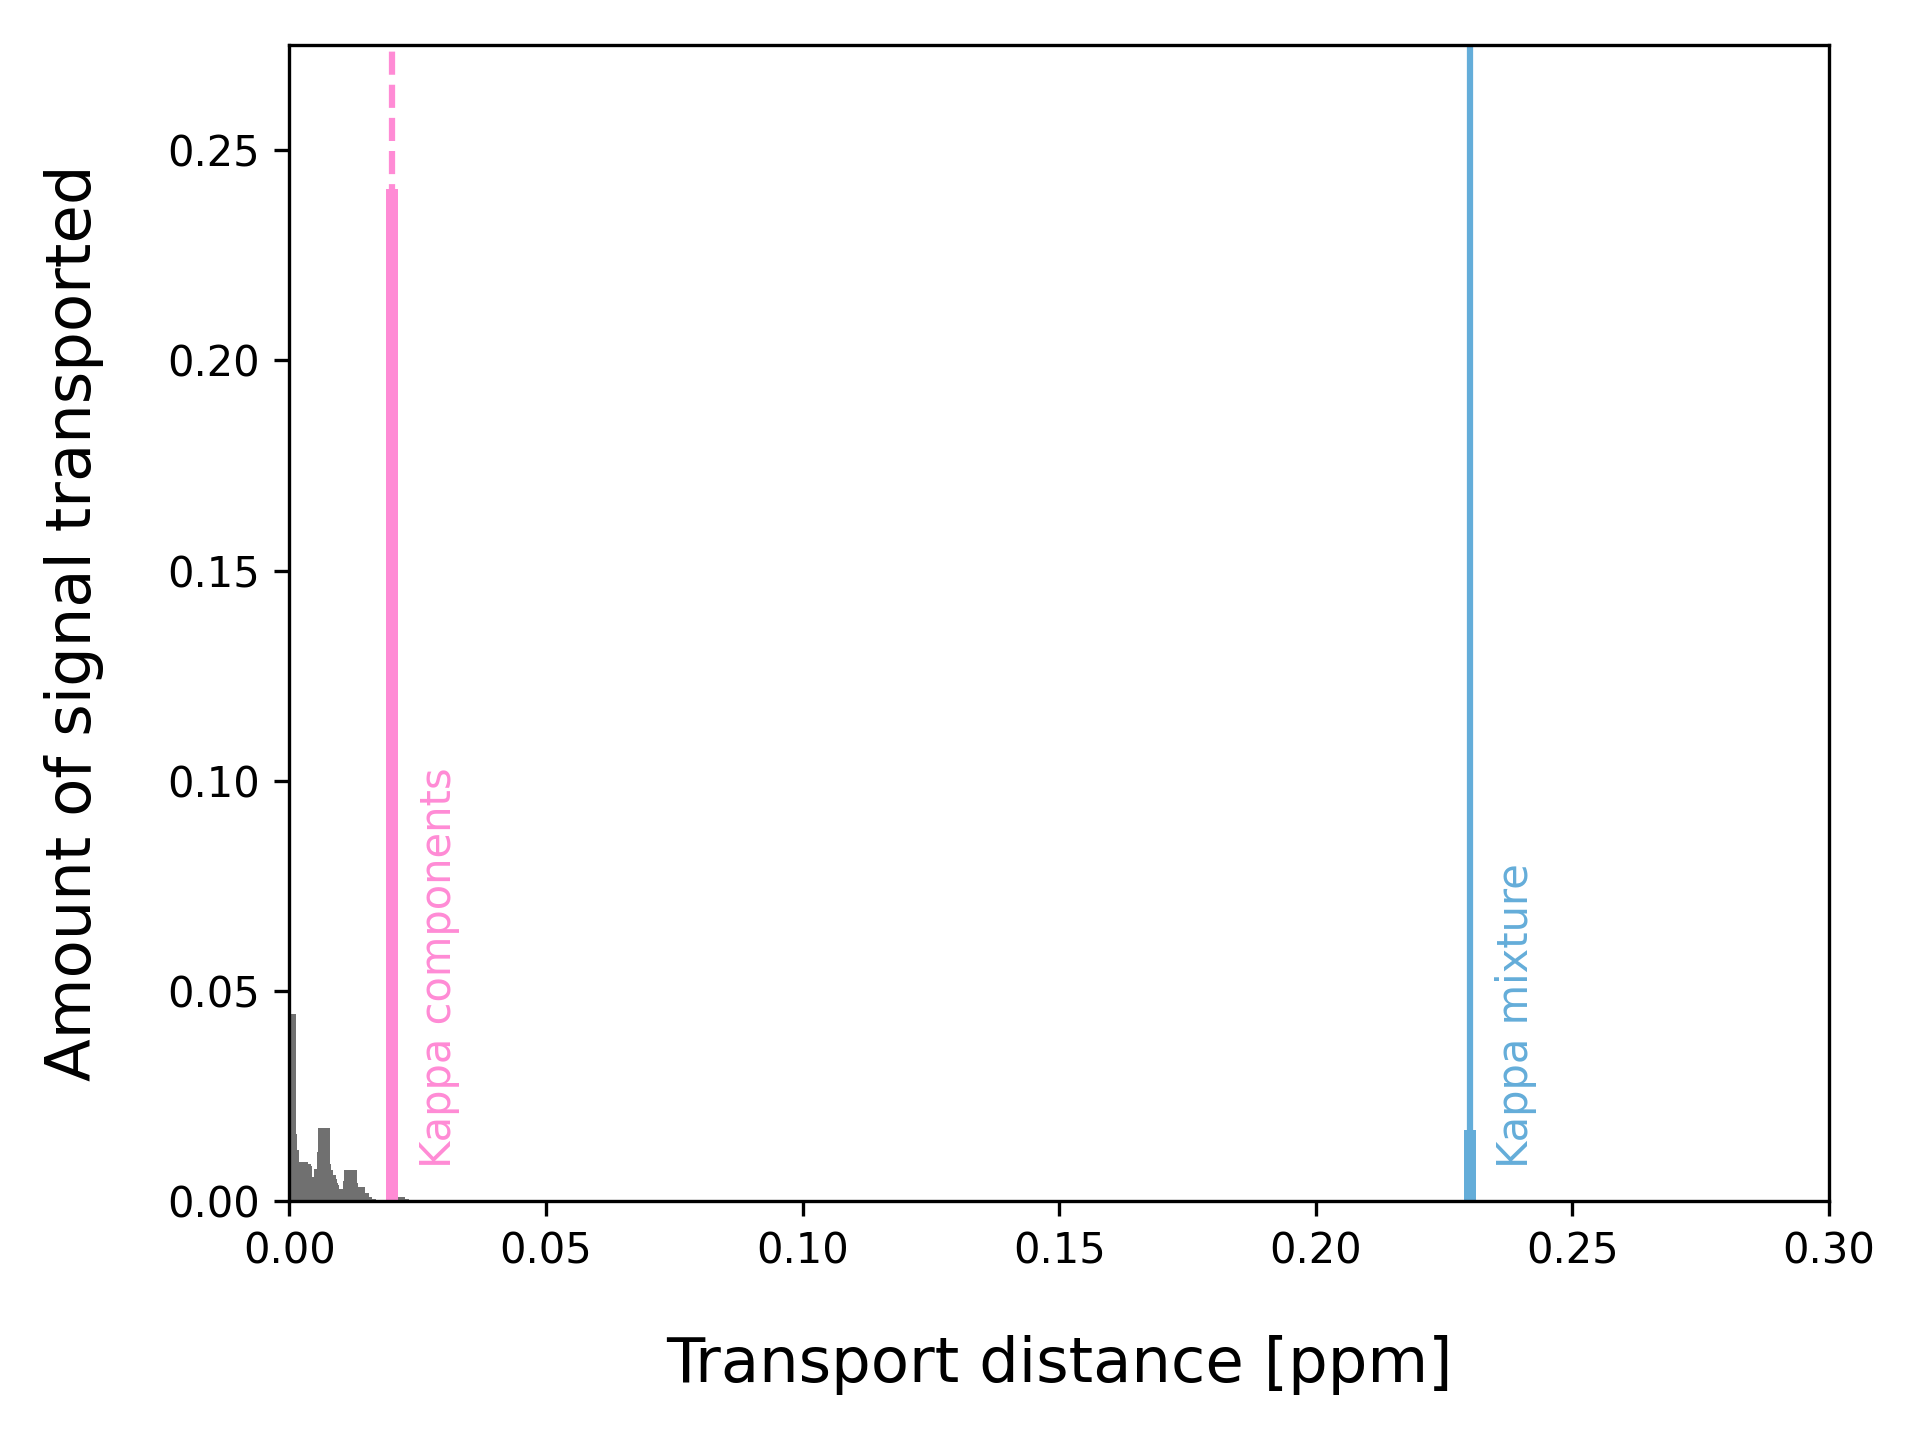 Amount of signal transported
0.25
0.20
0.15
0.10
0.05
0.00
Kappa components
Kappa mixture
0.00 0.05 0.10 0.15 0.20 0.25 0.30
Transport distance [ppm]